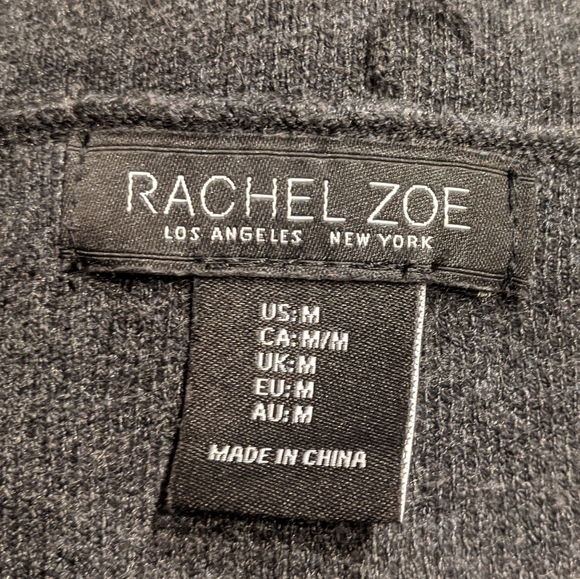 RACHEL ZOE
LOS ANGELES NEW YORK
US: M
CA: M/M
UK: M
EU: M
AU: M
MADE IN CHINA